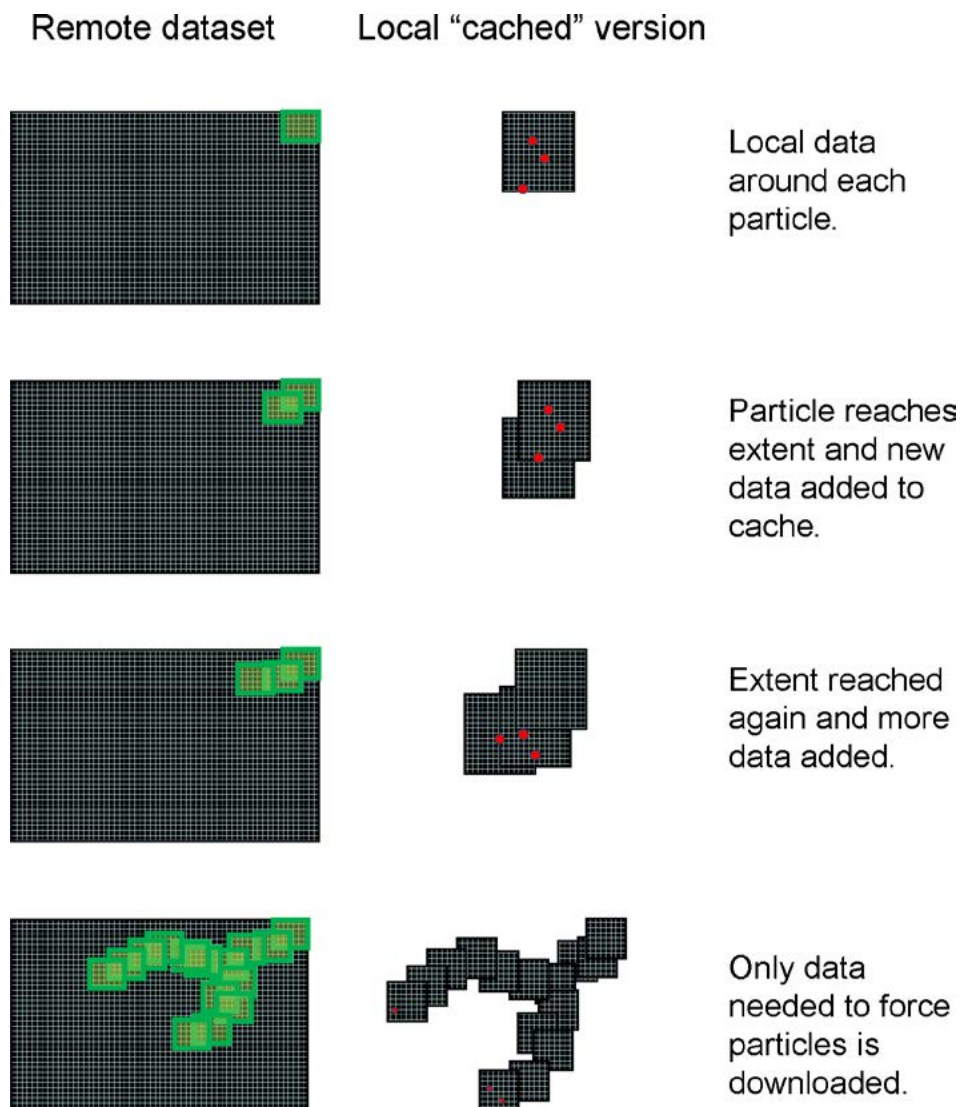 Remote dataset
Local “cached” version
Local data
around each
particle.
Particle reaches
extent and new
data added to
cache.
Extent reached
again and more
data added.
Only data
needed to force
particles is
downloaded.